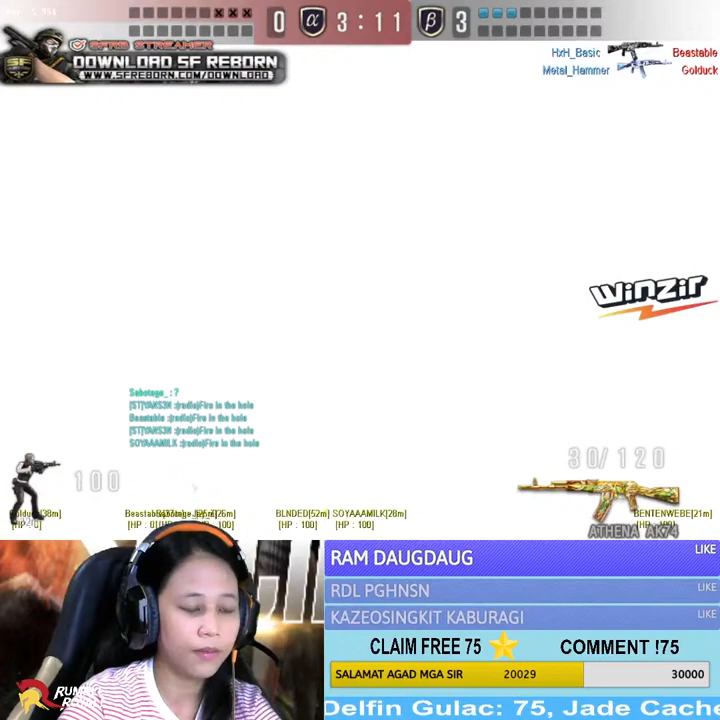 0 α 3:11 β 3
SFRB STREAMER
DOWNLOAD SF REBORN
WWW.SFREBORN.COM/DOWNLOAD
SF
HxH_Basic Beastable
Metal_Hammer Golduck
WINZIR
Sabotage_ : ?
[ST]YANS3N :(radio)Fire in the hole
Beastable :(radio)Fire in the hole
[ST]YANS3N :(radio)Fire in the hole
SOYAAAMILK :(radio)Fire in the hole
100
30/120
BLNDED[52m] SOYAAAMILK[28m] BENTENWEBE[21m]
[HP : 100] [HP : 100]
ATHENA AK74
RAM DAUGDAUG LIKE
RDL PGHNSN LIKE
KAZEOSINGKIT KABURAGI LIKE
CLAIM FREE 75 COMMENT !75
SALAMAT AGAD MGA SIR 20029 30000
Delfin Gulac: 75, Jade Cache